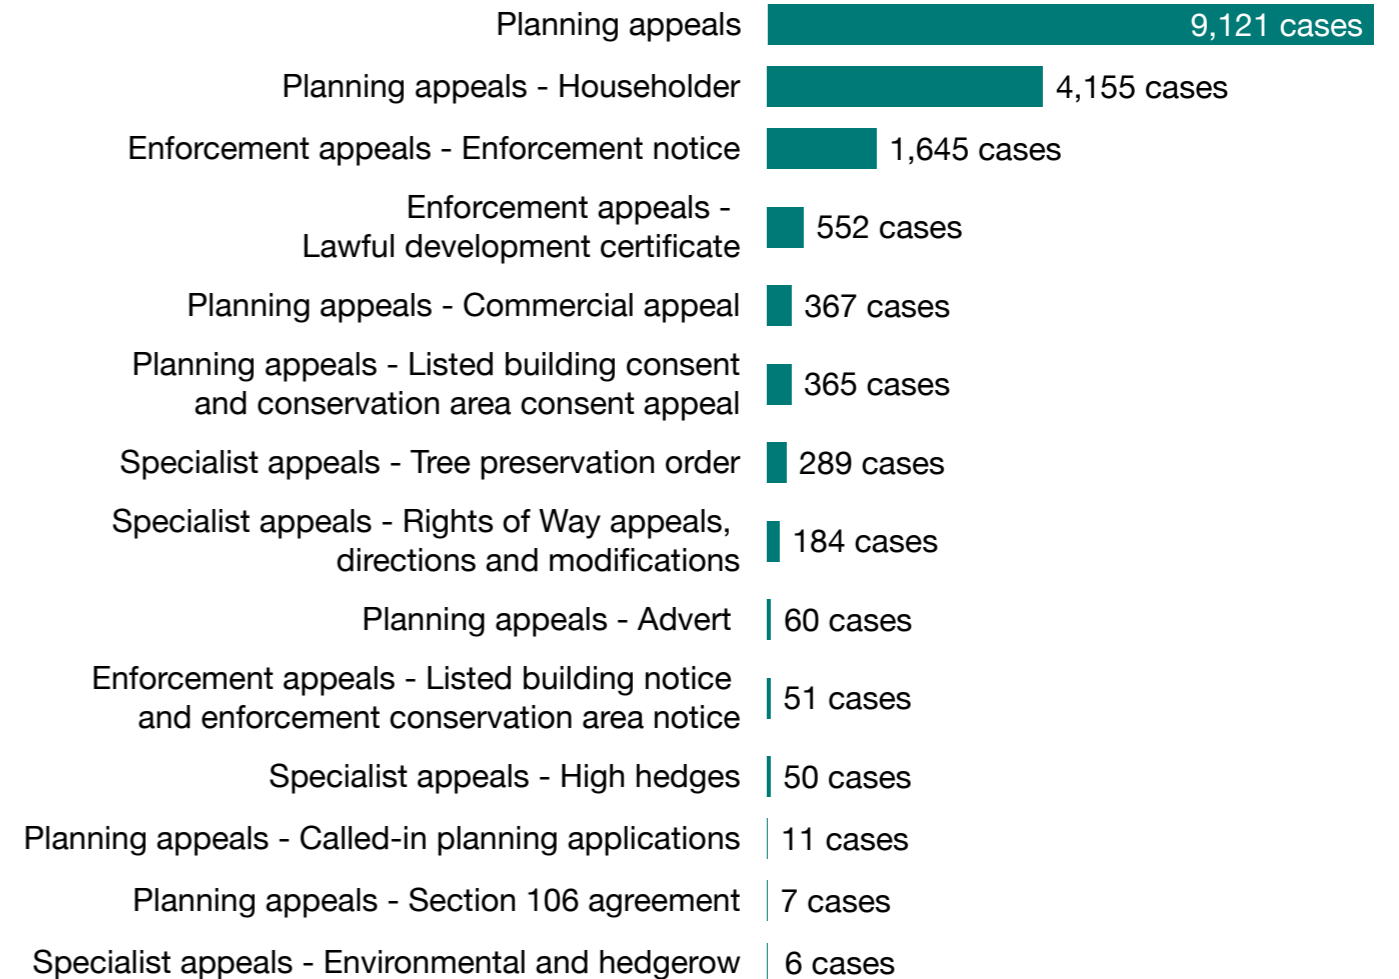 Planning appeals 9,121 cases
Planning appeals - Householder 4,155 cases
Enforcement appeals - Enforcement notice 1,645 cases
Enforcement appeals -
Lawful development certificate 552 cases
Planning appeals - Commercial appeal 367 cases
Planning appeals - Listed building consent
and conservation area consent appeal 365 cases
Specialist appeals - Tree preservation order 289 cases
Specialist appeals - Rights of Way appeals,
directions and modifications 184 cases
Planning appeals - Advert 60 cases
Enforcement appeals - Listed building notice
and enforcement conservation area notice 51 cases
Specialist appeals - High hedges 50 cases
Planning appeals - Called-in planning applications 11 cases
Planning appeals - Section 106 agreement 7 cases
Specialist appeals - Environmental and hedgerow 6 cases